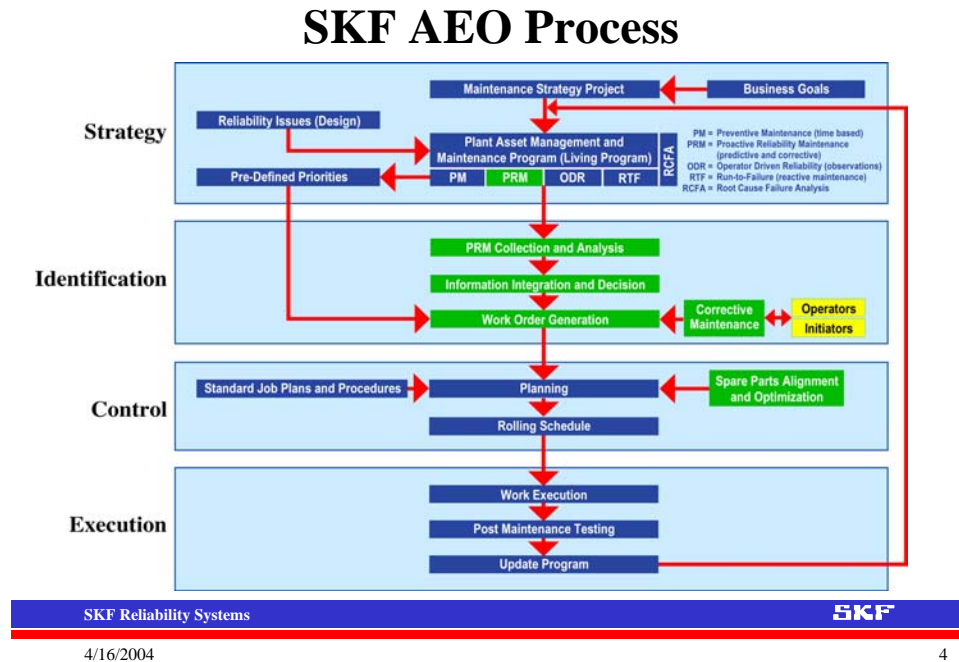 SKF AEO Process
Strategy
Maintenance Strategy Project
Business Goals
Reliability Issues (Design)
Plant Asset Management and
Maintenance Program (Living Program)
RCFA
Pre-Defined Priorities
PM
PRM
ODR
RTF
PM = Preventive Maintenance (time based)
PRM = Proactive Reliability Maintenance
(predictive and corrective)
ODR = Operator Driven Reliability (observations)
RTF = Run-to-Failure (reactive maintenance)
RCFA = Root Cause Failure Analysis
Identification
PRM Collection and Analysis
Information Integration and Decision
Work Order Generation
Corrective
Maintenance
Operators
Initiators
Control
Standard Job Plans and Procedures
Planning
Spare Parts Alignment
and Optimization
Rolling Schedule
Execution
Work Execution
Post Maintenance Testing
Update Program
SKF Reliability Systems
SKF
4/16/2004
4